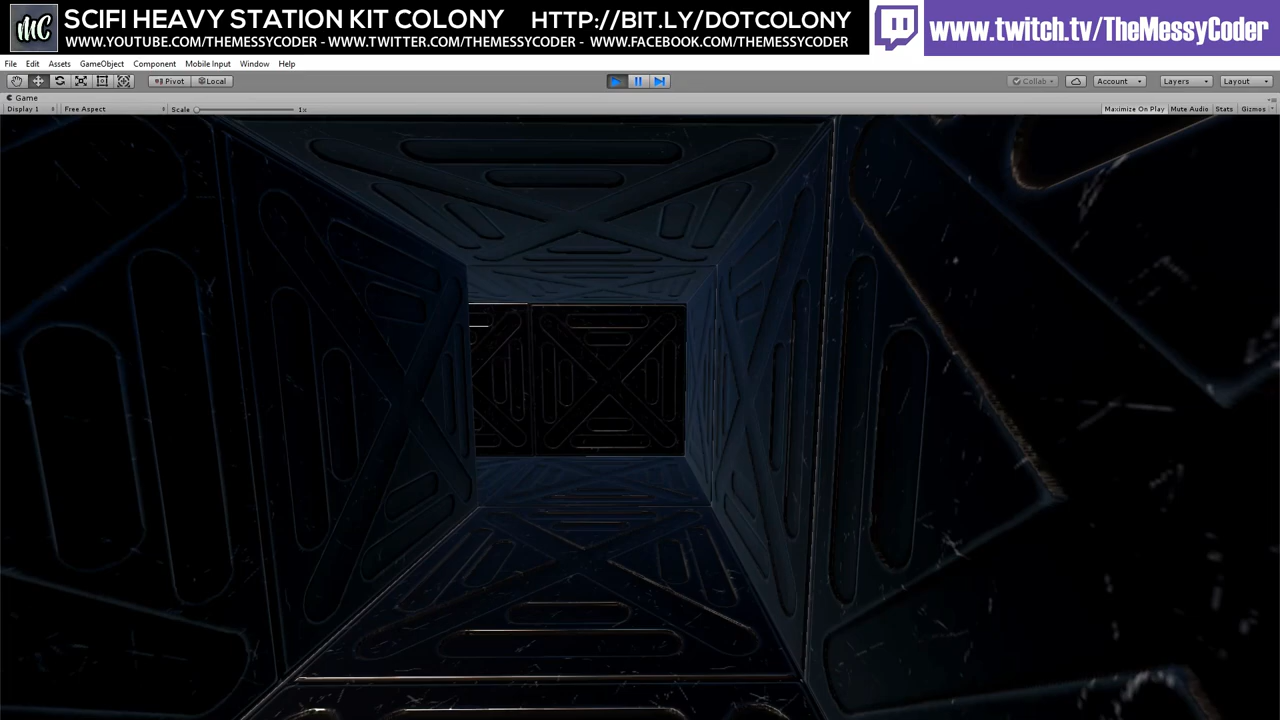 mC
SCIFI HEAVY STATION KIT COLONY HTTP://BIT.LY/DOTCOLONY
WWW.YOUTUBE.COM/THEMESSYCODER - WWW.TWITTER.COM/THEMESSYCODER - WWW.FACEBOOK.COM/THEMESSYCODER
www.twitch.tv/TheMessyCoder
File Edit Assets GameObject Component Mobile Input Window Help
Pivot Local Collab Account Layers Layout
Game
Display 1 Free Aspect Scale 1x Maximize On Play Mute Audio Stats Gizmos